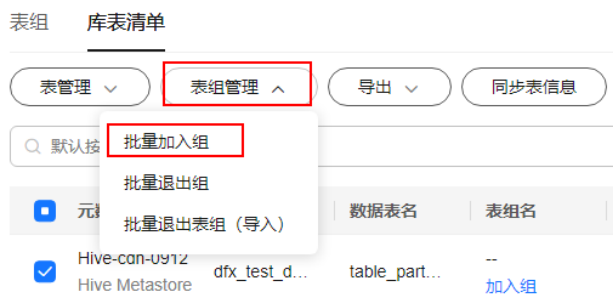 表组 库表清单
表管理 表组管理 导出 同步表信息
默认按
批量加入组
批量退出组
批量退出表组（导入）
数据表名 表组名
Hive-cdn-0912 dfx_test_d... table_part... --
Hive Metastore 加入组